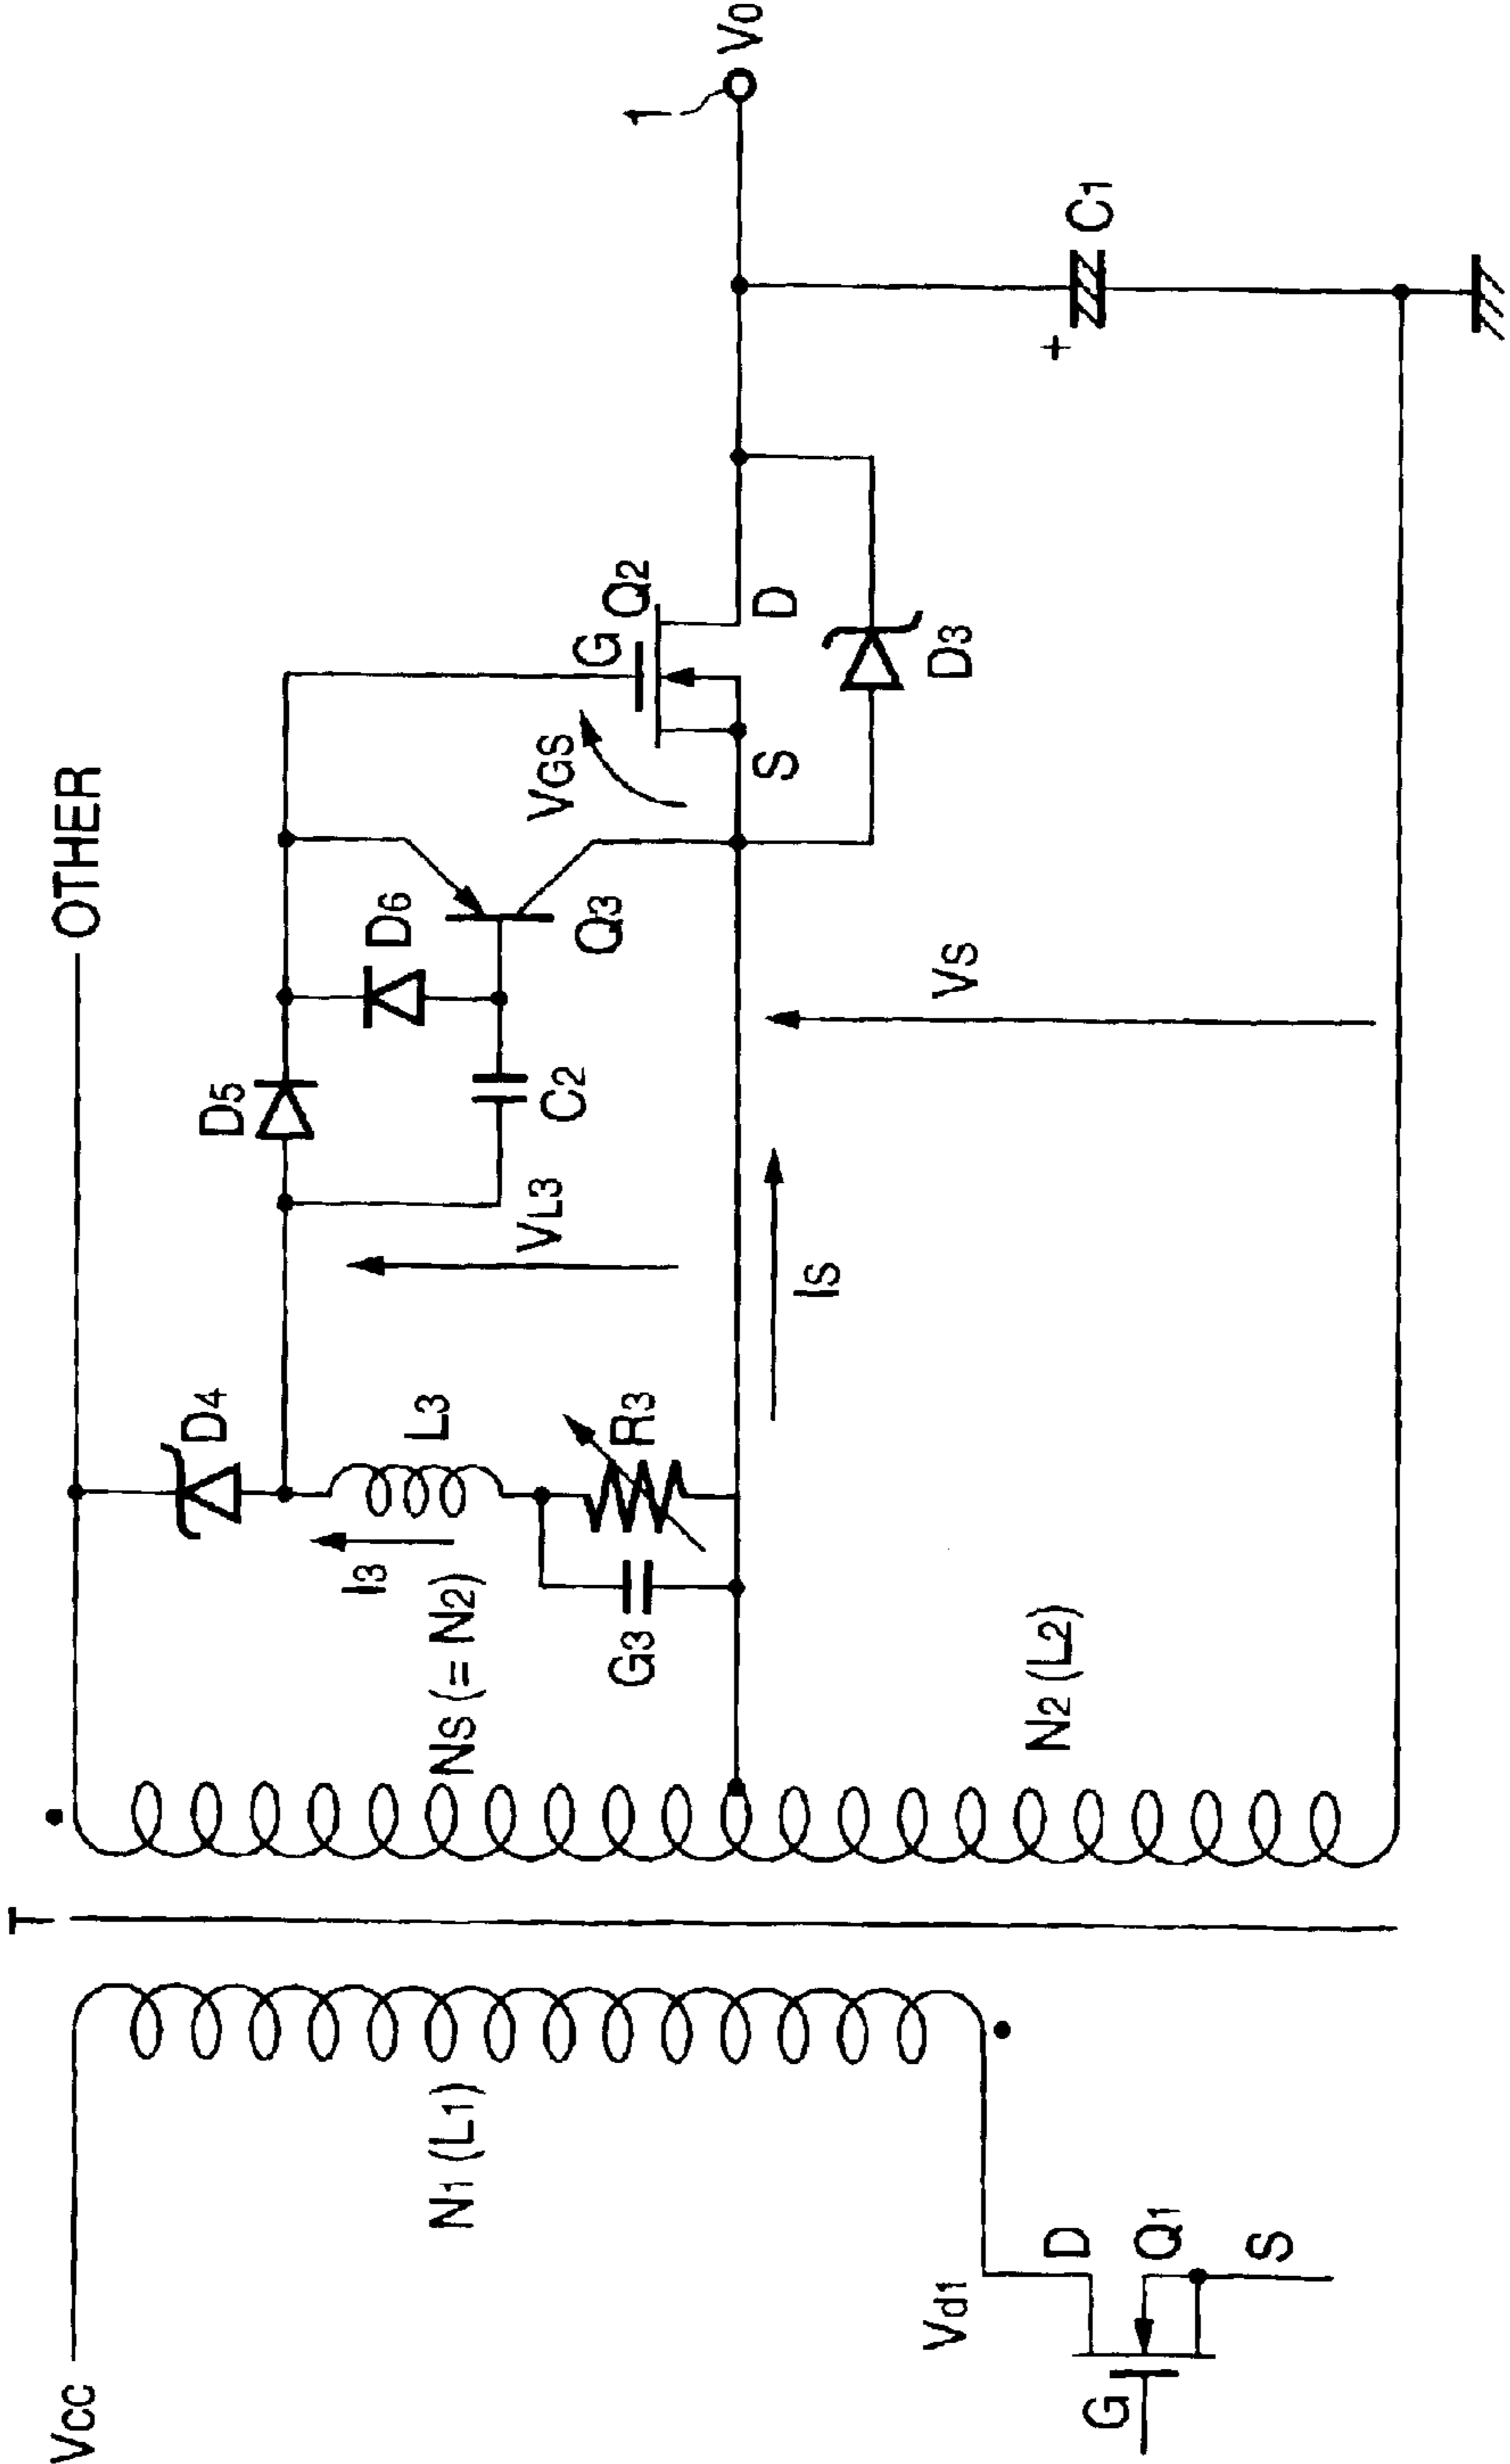 OTHER
T
VCC
N1 (L1)
Vd1
D
G
Q1
S
NS (= N2)
N2 (L2)
D4
I3
L3
G3
R3
VL3
IS
D5
D6
C2
Q3
VS
VGS
G
Q2
S
D
D3
+
C1
1
VO